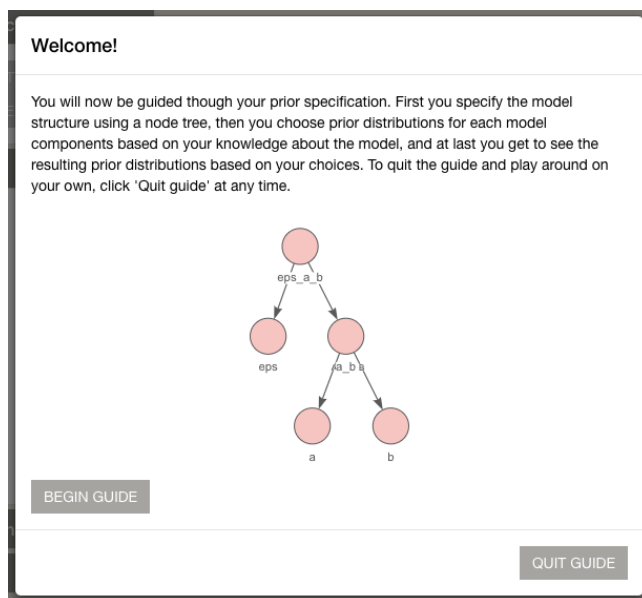 Welcome!
You will now be guided though your prior specification. First you specify the model
structure using a node tree, then you choose prior distributions for each model
components based on your knowledge about the model, and at last you get to see the
resulting prior distributions based on your choices. To quit the guide and play around on
your own, click 'Quit guide' at any time.
eps_a_b
eps
a_b
a
b
BEGIN GUIDE
QUIT GUIDE